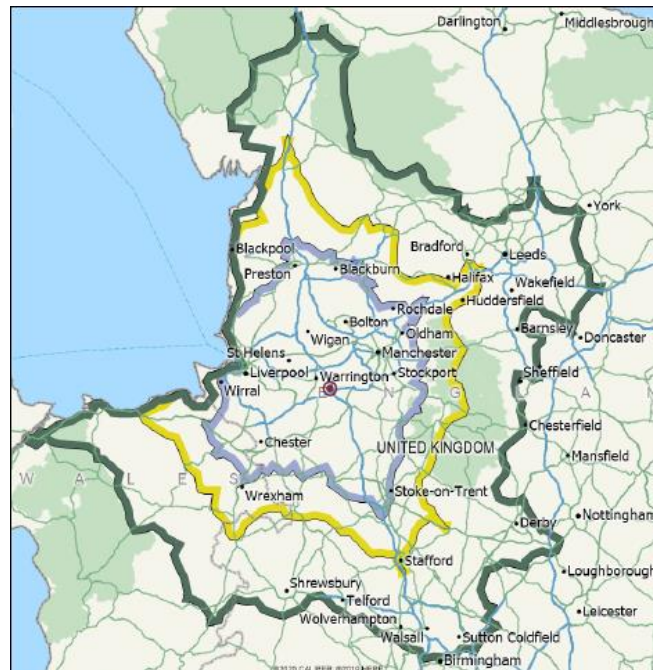 Darlington
Middlesbrough
York
Blackpool
Bradford
Leeds
Preston
Blackburn
Halifax
Wakefield
Huddersfield
Rochdale
Bolton
Oldham
Barnsley
Doncaster
Wigan
Manchester
St Helens
Liverpool
Warrington
Stockport
Sheffield
Wirral
E N G L A N
Chester
UNITED KINGDOM
Chesterfield
Mansfield
W A L E S
Wrexham
Stoke-on-Trent
Nottingham
Derby
Stafford
Loughborough
Shrewsbury
Telford
Leicester
Wolverhampton
Walsall
Sutton Coldfield
Birmingham